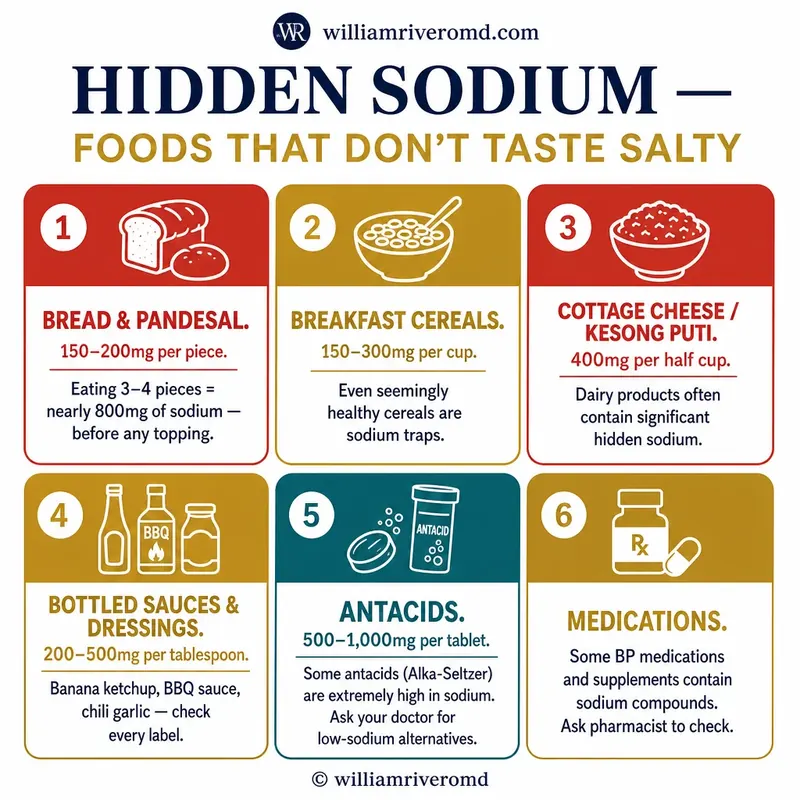 WR williamriveromd.com
HIDDEN SODIUM —
FOODS THAT DON'T TASTE SALTY
1
BREAD & PANDESAL.
150–200mg per piece.
Eating 3–4 pieces =
nearly 800mg of sodium —
before any topping.
2
BREAKFAST CEREALS.
150–300mg per cup.
Even seemingly
healthy cereals are
sodium traps.
3
COTTAGE CHEESE /
KESONG PUTI.
400mg per half cup.
Dairy products often
contain significant
hidden sodium.
4
BBQ
BOTTLED SAUCES &
DRESSINGS.
200–500mg per tablespoon.
Banana ketchup, BBQ sauce,
chili garlic — check
every label.
5
ANTACID
ANTACIDS.
500–1,000mg per tablet.
Some antacids (Alka-Seltzer)
are extremely high in sodium.
Ask your doctor for
low-sodium alternatives.
6
Rx
MEDICATIONS.
Some BP medications
and supplements contain
sodium compounds.
Ask pharmacist to check.
© williamriveromd